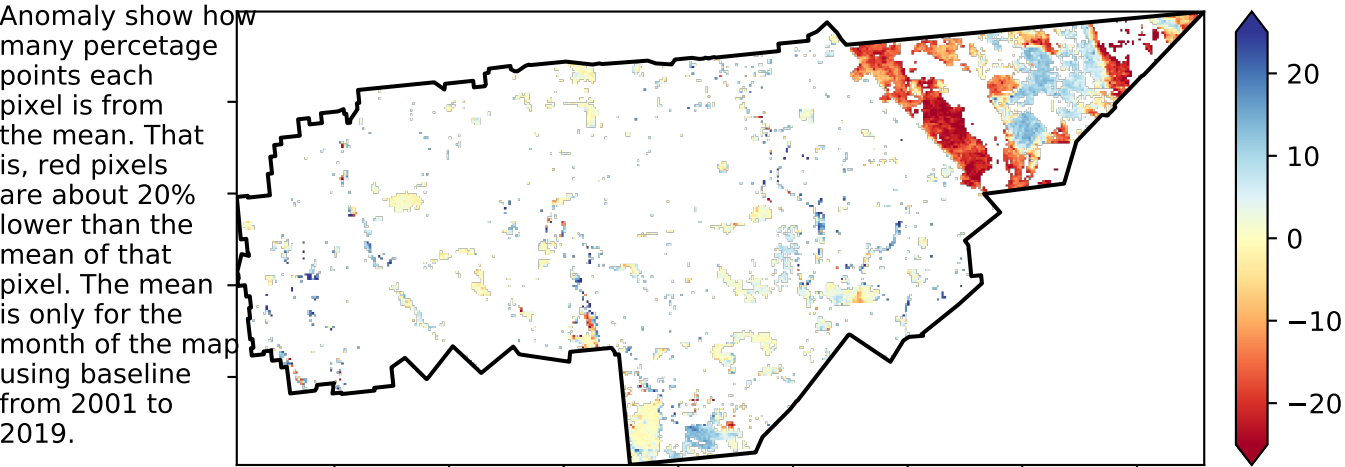 Anomaly show how
many percetage
points each
pixel is from
the mean. That
is, red pixels
are about 20%
lower than the
mean of that
pixel. The mean
is only for the
month of the map
using baseline
from 2001 to
2019.
20
10
0
−10
−20